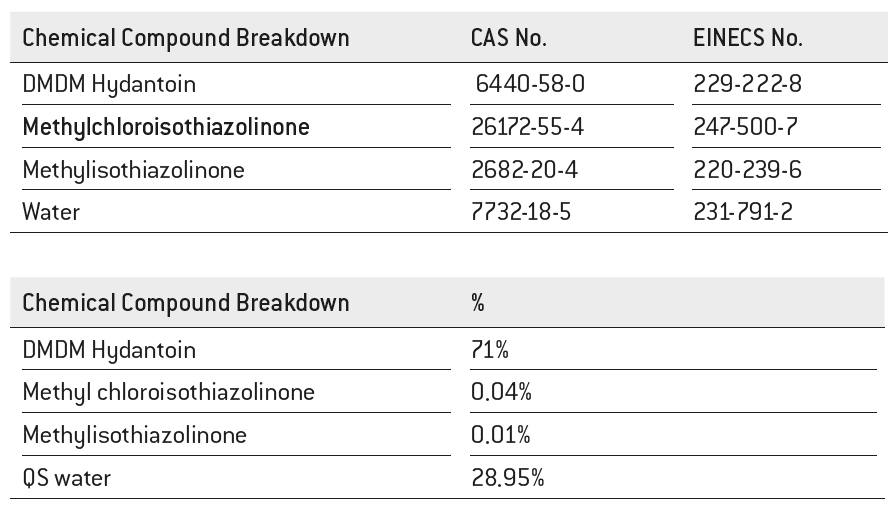 Chemical Compound Breakdown CAS No. EINECS No.
DMDM Hydantoin 6440-58-0 229-222-8
Methylchloroisothiazolinone 26172-55-4 247-500-7
Methylisothiazolinone 2682-20-4 220-239-6
Water 7732-18-5 231-791-2
Chemical Compound Breakdown %
DMDM Hydantoin 71%
Methyl chloroisothiazolinone 0.04%
Methylisothiazolinone 0.01%
QS water 28.95%